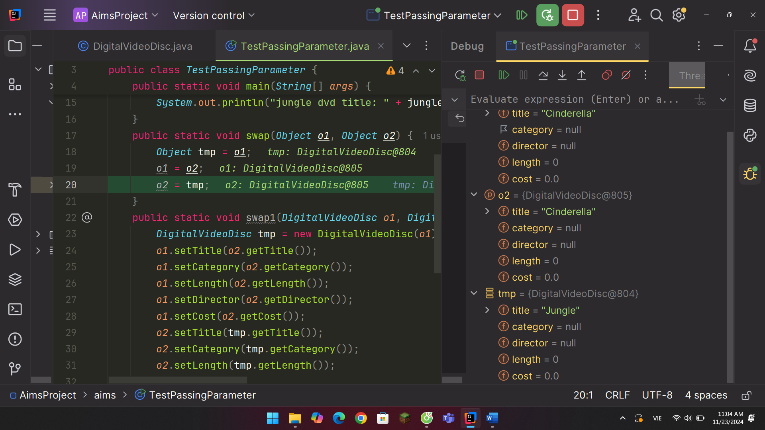 AP AimsProject Version control TestPassingParameter
DigitalVideoDisc.java TestPassingParameter.java
3 public class TestPassingParameter { 4
4 public static void main(String[] args) {
15 System.out.println("jungle dvd title: " + jungle
16 }
17 public static void swap(Object o1, Object o2) { 1 us
18 Object tmp = o1; tmp: DigitalVideoDisc@804
19 o1 = o2; o1: DigitalVideoDisc@805
20 o2 = tmp; o2: DigitalVideoDisc@805 tmp: Di
21 }
22 @ public static void swap1(DigitalVideoDisc o1, Digit
23 DigitalVideoDisc tmp = new DigitalVideoDisc(o1
24 o1.setTitle(o2.getTitle());
25 o1.setCategory(o2.getCategory());
26 o1.setLength(o2.getLength());
27 o1.setDirector(o2.getDirector());
28 o1.setCost(o2.getCost());
29 o2.setTitle(tmp.getTitle());
30 o2.setCategory(tmp.getCategory());
31 o2.setLength(tmp.getLength());
32
Debug TestPassingParameter
Thre
Evaluate expression (Enter) or a...
title = "Cinderella"
category = null
director = null
length = 0
cost = 0.0
o2 = {DigitalVideoDisc@805}
title = "Cinderella"
category = null
director = null
length = 0
cost = 0.0
tmp = {DigitalVideoDisc@804}
title = "Jungle"
category = null
director = null
length = 0
cost = 0.0
AimsProject > aims > TestPassingParameter 20:1 CRLF UTF-8 4 spaces
VIE 11:04 AM
11/23/2024